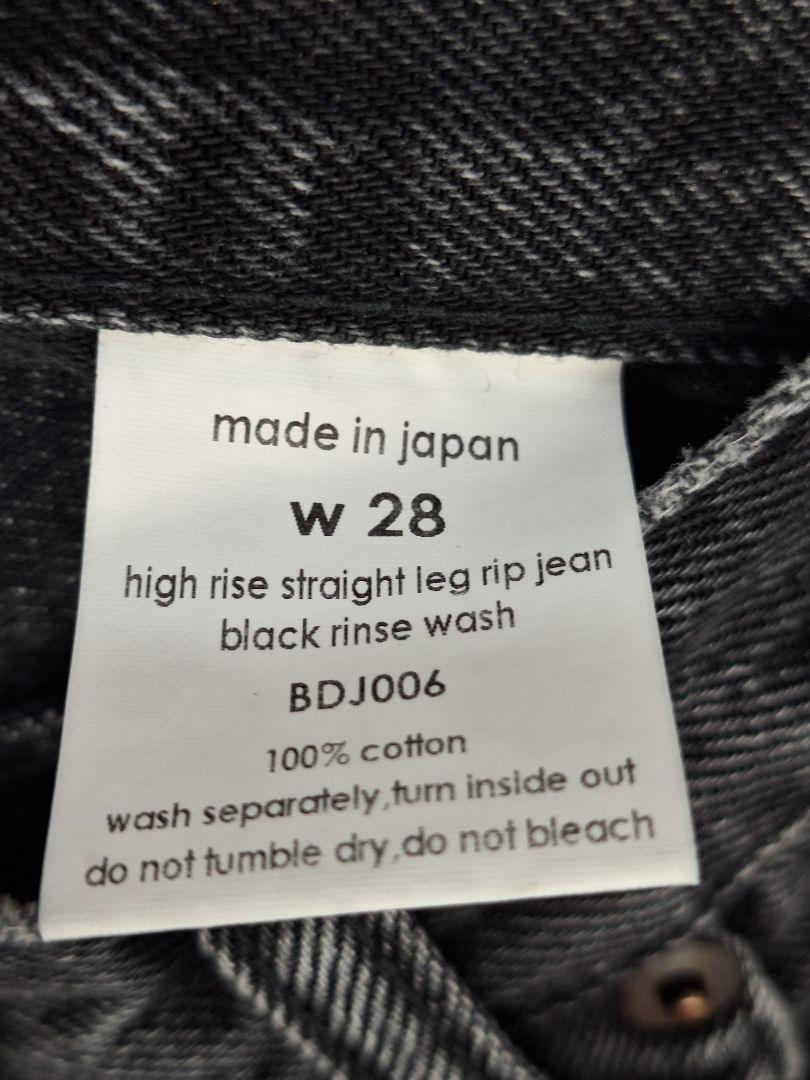 made in japan
w 28
high rise straight leg rip jean
black rinse wash
BDJ006
100% cotton
wash separately,turn inside out
do not tumble dry,do not bleach